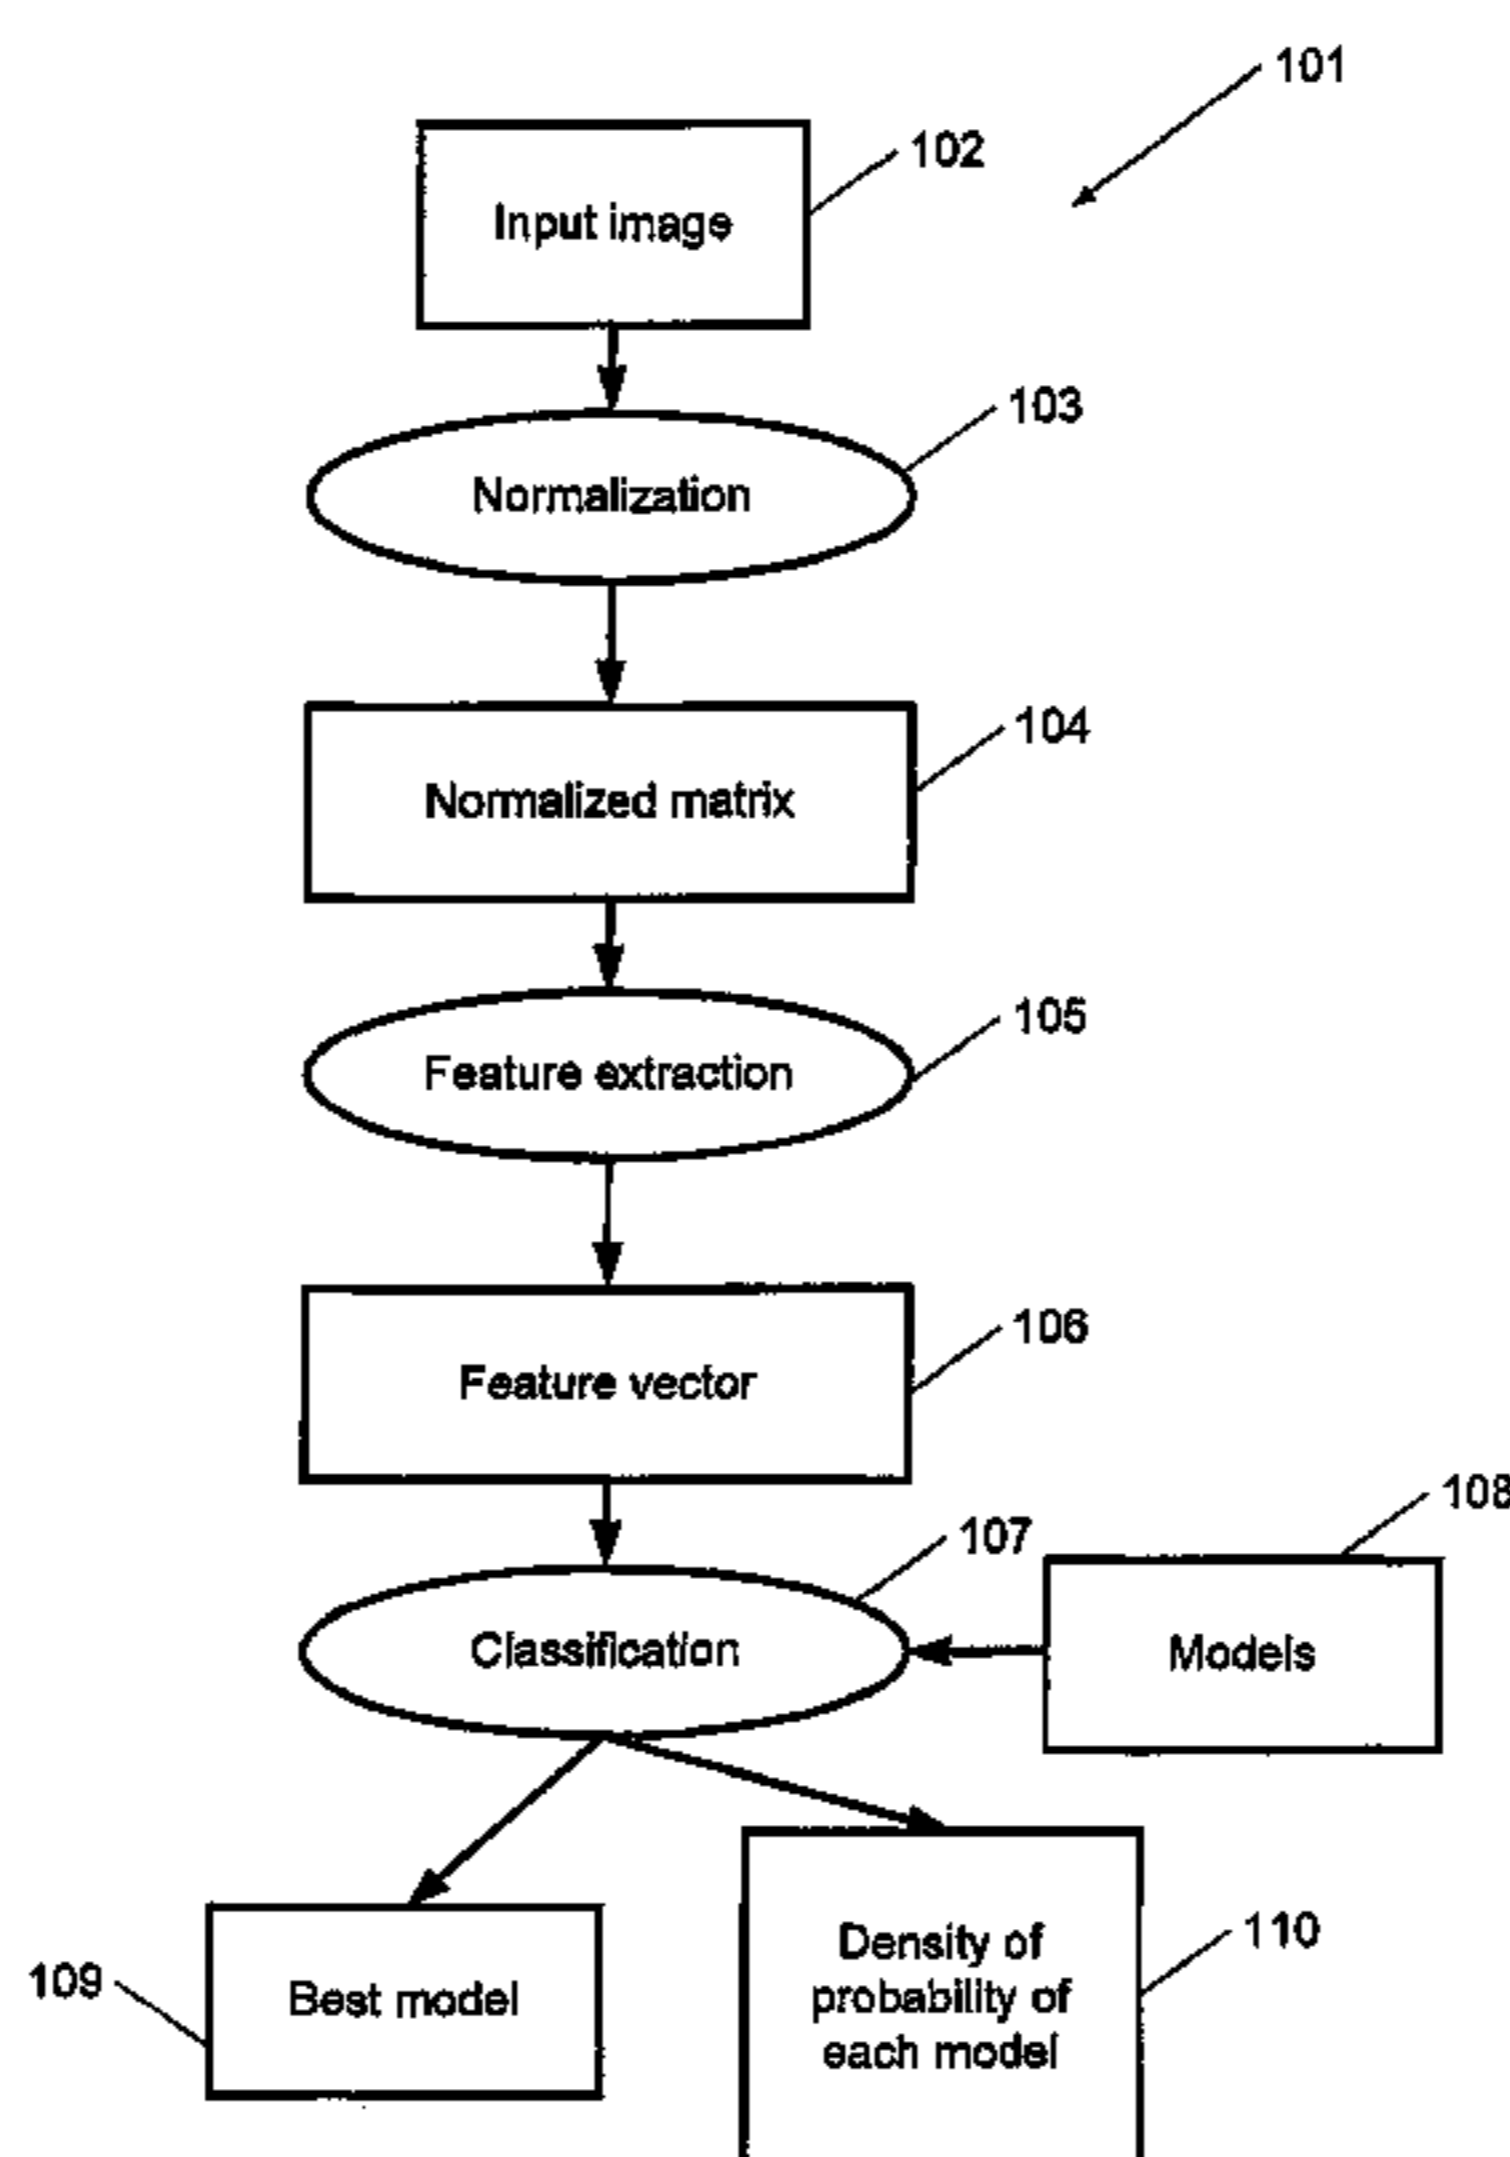 101
102
Input image
103
Normalization
104
Normalized matrix
105
Feature extraction
106
Feature vector
108
107
Classification
Models
109
Best model
110
Density of
probability of
each model